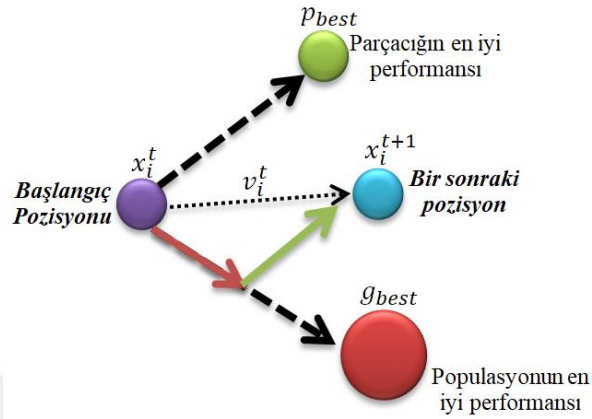 p_best
Parçacığın en iyi
performansı
x_i^t
x_i^{t+1}
v_i^t
Başlangıç
Pozisyonu
Bir sonraki
pozisyon
g_best
Populasyonun en
iyi performansı